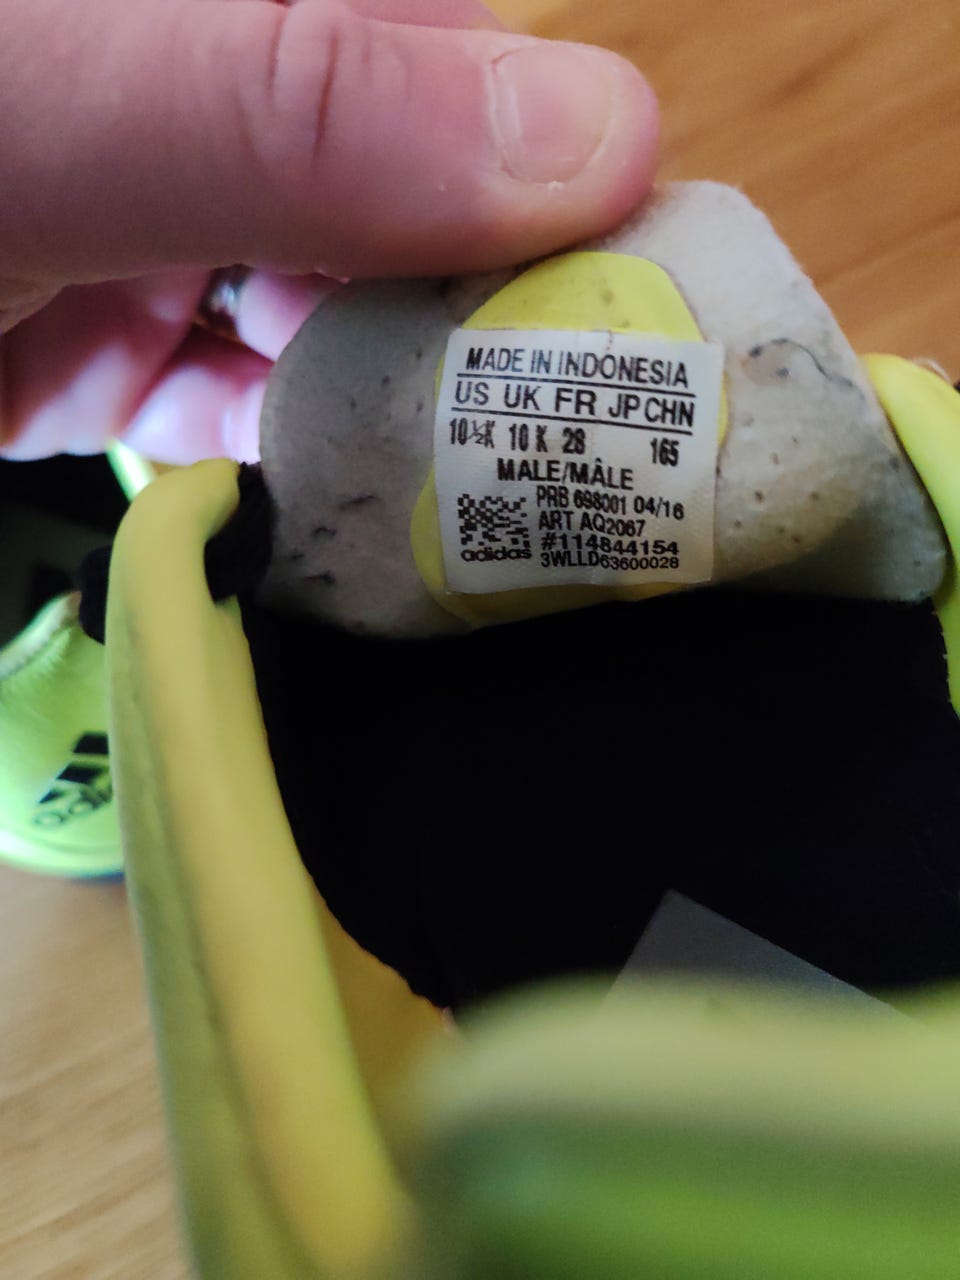 MADE IN INDONESIA
US UK FR JP CHN
10½K 10 K 28 165
MALE/MÂLE
PRB 698001 04/16
ART AQ2067
#114844154
adidas 3WLLD63600028